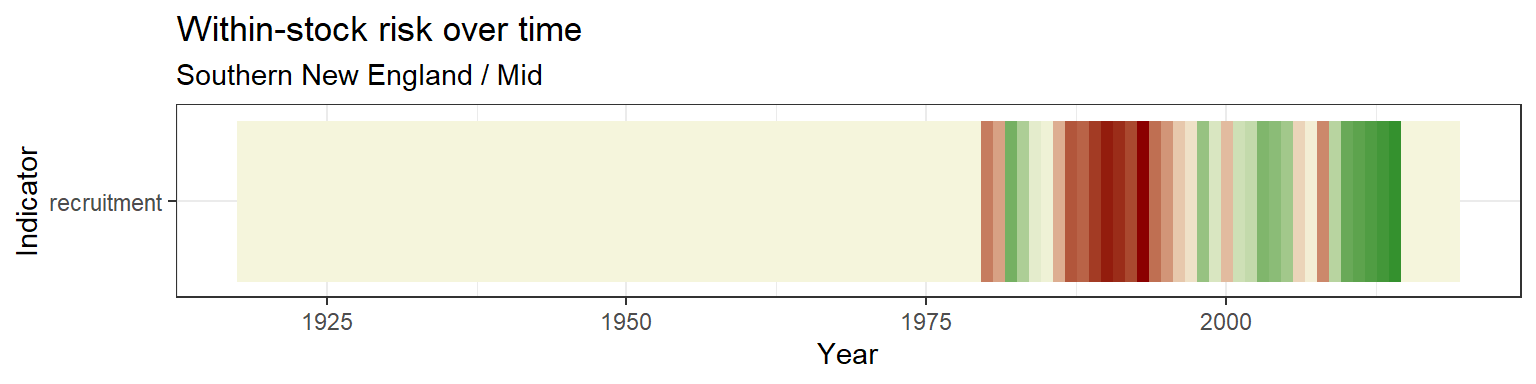 Within-stock risk over time
Southern New England / Mid
Indicator
recruitment
1925 1950 1975 2000
Year